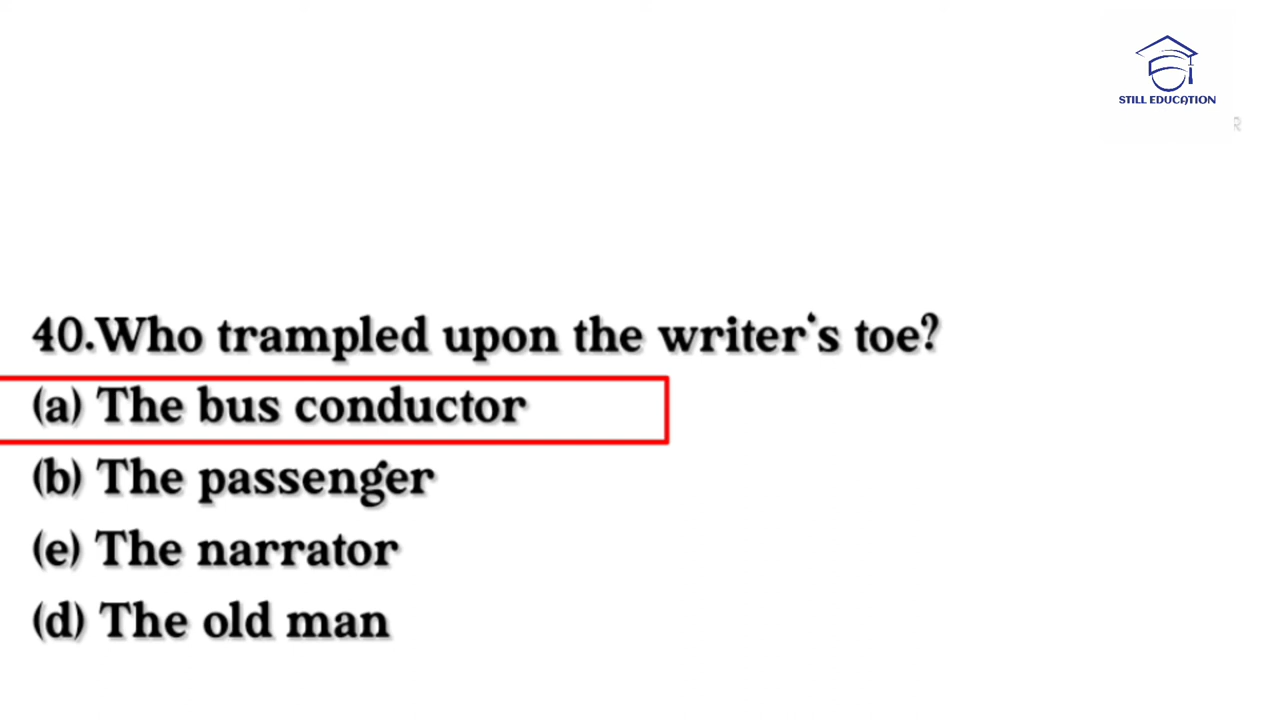 STILL EDUCATION
R
40.Who trampled upon the writer‘s toe?
(a) The bus conductor
(b) The passenger
(e) The narrator
(d) The old man